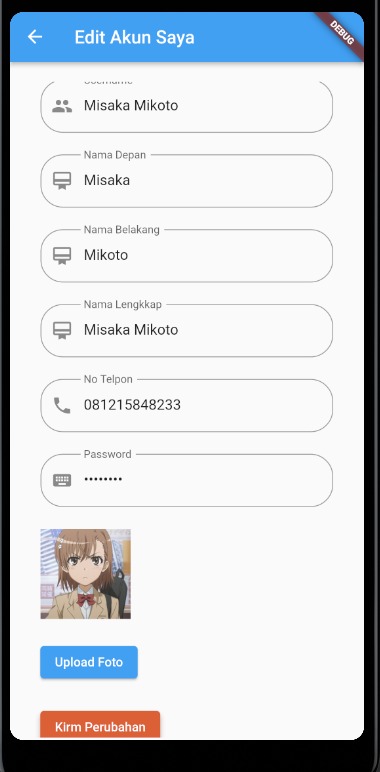 Edit Akun Saya
DEBUG
Username
Misaka Mikoto
Nama Depan
Misaka
Nama Belakang
Mikoto
Nama Lengkkap
Misaka Mikoto
No Telpon
081215848233
Password
••••••••
Upload Foto
Kirm Perubahan